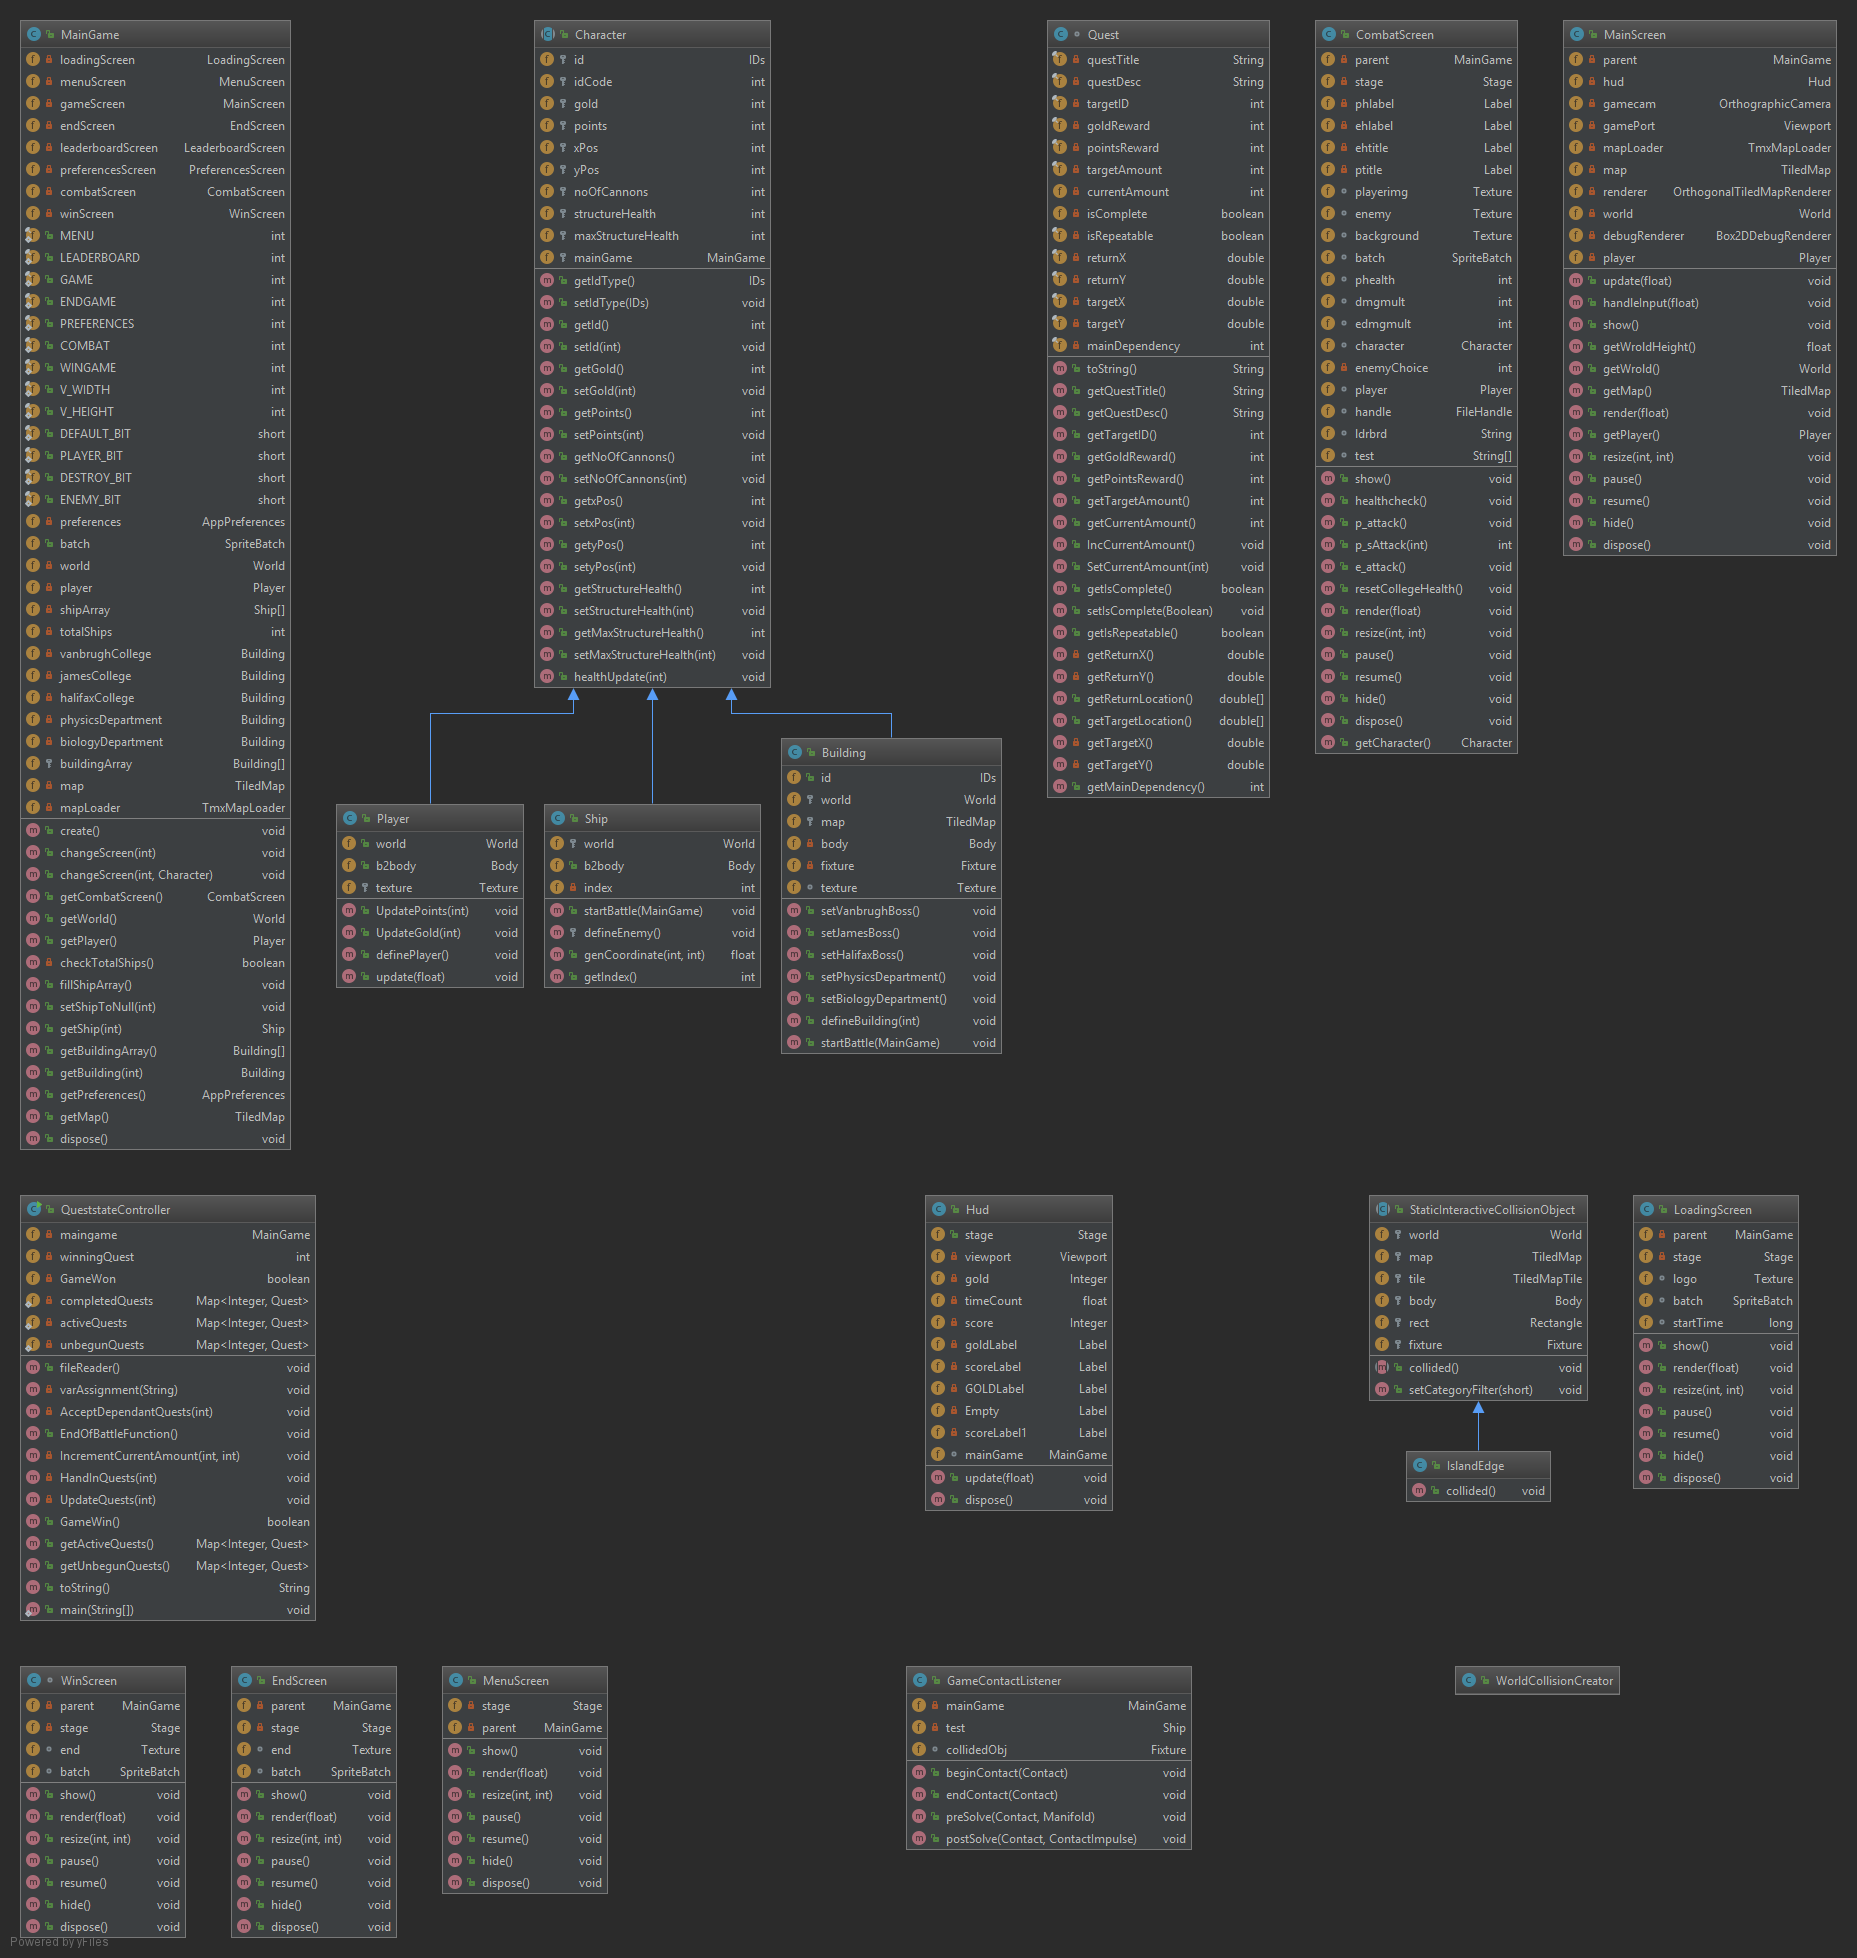 MainGame
loadingScreen LoadingScreen
menuScreen MenuScreen
gameScreen MainScreen
endScreen EndScreen
leaderboardScreen LeaderboardScreen
preferencesScreen PreferencesScreen
combatScreen CombatScreen
winScreen WinScreen
MENU int
LEADERBOARD int
GAME int
ENDGAME int
PREFERENCES int
COMBAT int
WINGAME int
V_WIDTH int
V_HEIGHT int
DEFAULT_BIT short
PLAYER_BIT short
DESTROY_BIT short
ENEMY_BIT short
preferences AppPreferences
batch SpriteBatch
world World
player Player
shipArray Ship[]
totalShips int
vanbrughCollege Building
jamesCollege Building
halifaxCollege Building
physicsDepartment Building
biologyDepartment Building
buildingArray Building[]
map TiledMap
mapLoader TmxMapLoader
create() void
changeScreen(int) void
changeScreen(int, Character) void
getCombatScreen() CombatScreen
getWorld() World
getPlayer() Player
checkTotalShips() boolean
fillShipArray() void
setShipToNull(int) void
getShip(int) Ship
getBuildingArray() Building[]
getBuilding(int) Building
getPreferences() AppPreferences
getMap() TiledMap
dispose() void
Character
id IDs
idCode int
gold int
points int
xPos int
yPos int
noOfCannons int
structureHealth int
maxStructureHealth int
mainGame MainGame
getIdType() IDs
setIdType(IDs) void
getId() int
setId(int) void
getGold() int
setGold(int) void
getPoints() int
setPoints(int) void
getNoOfCannons() int
setNoOfCannons(int) void
getxPos() int
setxPos(int) void
getyPos() int
setyPos(int) void
getStructureHealth() int
setStructureHealth(int) void
getMaxStructureHealth() int
setMaxStructureHealth(int) void
healthUpdate(int) void
Player
world World
b2body Body
texture Texture
UpdatePoints(int) void
UpdateGold(int) void
definePlayer() void
update(float) void
Ship
world World
b2body Body
index int
startBattle(MainGame) void
defineEnemy() void
genCoordinate(int, int) float
getIndex() int
Building
id IDs
world World
map TiledMap
body Body
fixture Fixture
texture Texture
setVanbrughBoss() void
setJamesBoss() void
setHalifaxBoss() void
setPhysicsDepartment() void
setBiologyDepartment() void
defineBuilding(int) void
startBattle(MainGame) void
Quest
questTitle String
questDesc String
targetID int
goldReward int
pointsReward int
targetAmount int
currentAmount int
isComplete boolean
isRepeatable boolean
returnX double
returnY double
targetX double
targetY double
mainDependency int
toString() String
getQuestTitle() String
getQuestDesc() String
getTargetID() int
getGoldReward() int
getPointsReward() int
getTargetAmount() int
getCurrentAmount() int
IncCurrentAmount() void
SetCurrentAmount(int) void
getIsComplete() boolean
setIsComplete(Boolean) void
getIsRepeatable() boolean
getReturnX() double
getReturnY() double
getReturnLocation() double[]
getTargetLocation() double[]
getTargetX() double
getTargetY() double
getMainDependency() int
CombatScreen
parent MainGame
stage Stage
phlabel Label
ehlabel Label
ehtitle Label
ptitle Label
playerimg Texture
enemy Texture
background Texture
batch SpriteBatch
phealth int
dmgmult int
edmgmult int
character Character
enemyChoice int
player Player
handle FileHandle
ldrbrd String
test String[]
show() void
healthcheck() void
p_attack() void
p_sAttack(int) int
e_attack() void
resetCollegeHealth() void
render(float) void
resize(int, int) void
pause() void
resume() void
hide() void
dispose() void
getCharacter() Character
MainScreen
parent MainGame
hud Hud
gamecam OrthographicCamera
gamePort Viewport
mapLoader TmxMapLoader
map TiledMap
renderer OrthogonalTiledMapRenderer
world World
debugRenderer Box2DDebugRenderer
player Player
update(float) void
handleInput(float) void
show() void
getWroldHeight() float
getWrold() World
getMap() TiledMap
render(float) void
getPlayer() Player
resize(int, int) void
pause() void
resume() void
hide() void
dispose() void
QueststateController
maingame MainGame
winningQuest int
GameWon boolean
completedQuests Map<Integer, Quest>
activeQuests Map<Integer, Quest>
unbegunQuests Map<Integer, Quest>
fileReader() void
varAssignment(String) void
AcceptDependantQuests(int) void
EndOfBattleFunction() void
IncrementCurrentAmount(int, int) void
HandInQuests(int) void
UpdateQuests(int) void
GameWin() boolean
getActiveQuests() Map<Integer, Quest>
getUnbegunQuests() Map<Integer, Quest>
toString() String
main(String[]) void
Hud
stage Stage
viewport Viewport
gold Integer
timeCount float
score Integer
goldLabel Label
scoreLabel Label
GOLDLabel Label
Empty Label
scoreLabel1 Label
mainGame MainGame
update(float) void
dispose() void
StaticInteractiveCollisionObject
world World
map TiledMap
tile TiledMapTile
body Body
rect Rectangle
fixture Fixture
collided() void
setCategoryFilter(short) void
IslandEdge
collided() void
LoadingScreen
parent MainGame
stage Stage
logo Texture
batch SpriteBatch
startTime long
show() void
render(float) void
resize(int, int) void
pause() void
resume() void
hide() void
dispose() void
WinScreen
parent MainGame
stage Stage
end Texture
batch SpriteBatch
show() void
render(float) void
resize(int, int) void
pause() void
resume() void
hide() void
dispose() void
EndScreen
parent MainGame
stage Stage
end Texture
batch SpriteBatch
show() void
render(float) void
resize(int, int) void
pause() void
resume() void
hide() void
dispose() void
MenuScreen
stage Stage
parent MainGame
show() void
render(float) void
resize(int, int) void
pause() void
resume() void
hide() void
dispose() void
GameContactListener
mainGame MainGame
test Ship
collidedObj Fixture
beginContact(Contact) void
endContact(Contact) void
preSolve(Contact, Manifold) void
postSolve(Contact, ContactImpulse) void
WorldCollisionCreator
Powered by yFiles